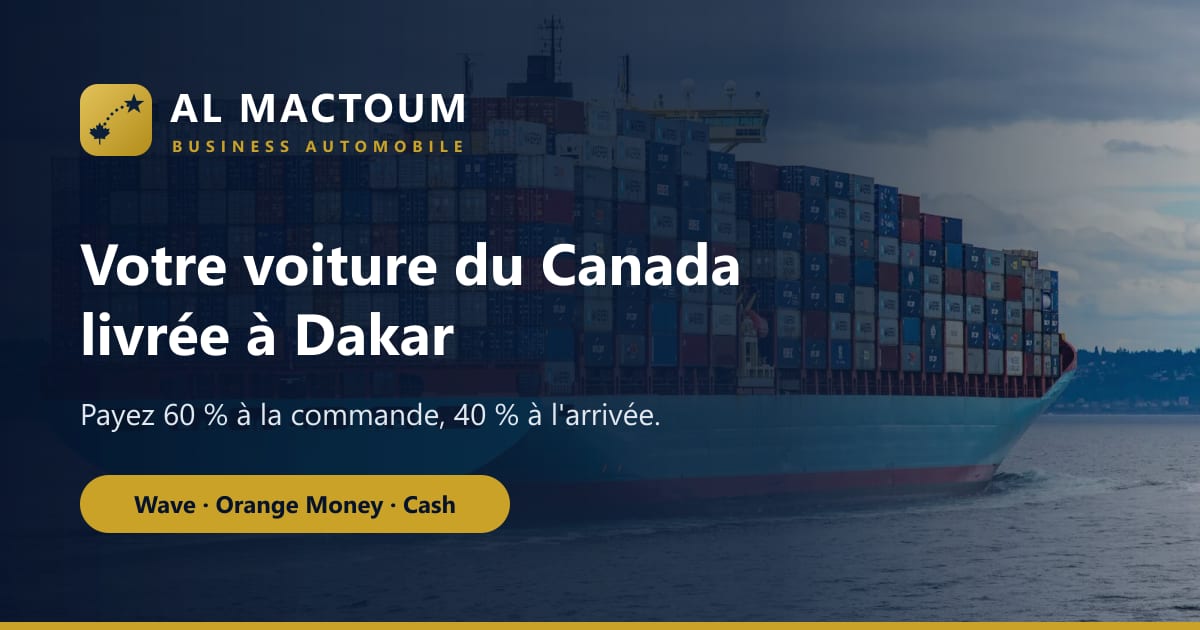 AL MACTOUM
BUSINESS AUTOMOBILE
Votre voiture du Canada
livrée à Dakar
Payez 60 % à la commande, 40 % à l'arrivée.
Wave · Orange Money · Cash